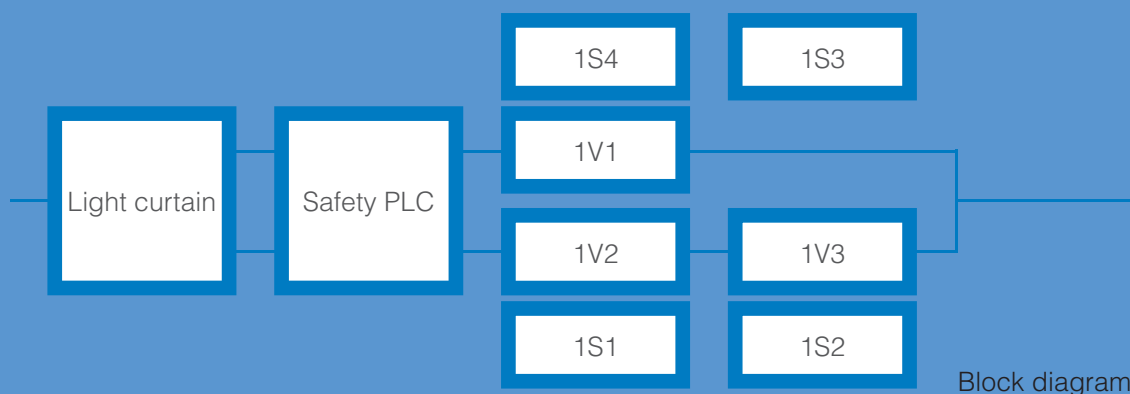 1S4
1S3
Light curtain
Safety PLC
1V1
1V2
1V3
1S1
1S2
Block diagram